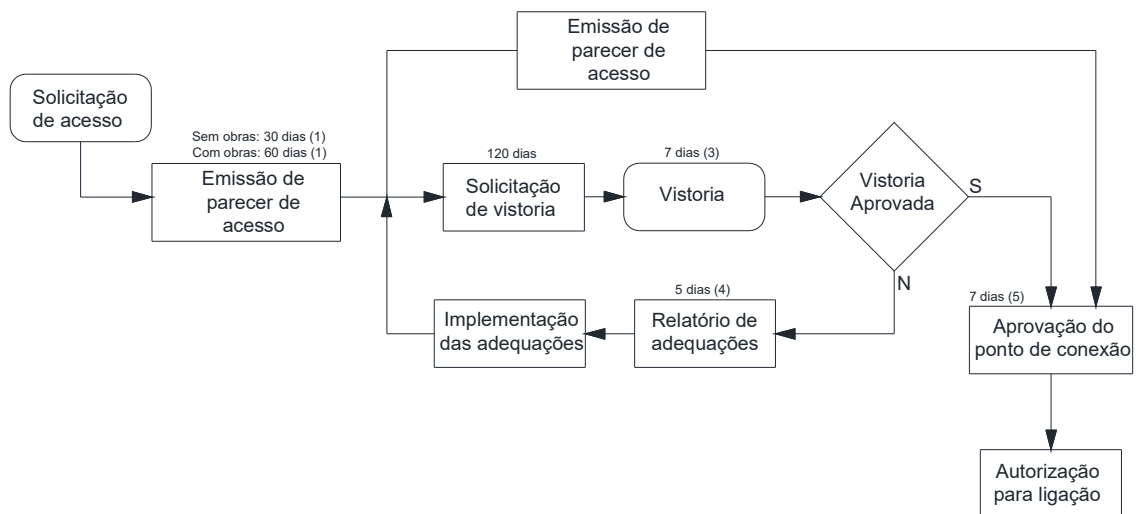 Emissão de
parecer de
acesso
Solicitação
de acesso
Sem obras: 30 dias (1)
Com obras: 60 dias (1)
Emissão de
parecer de
acesso
120 dias
Solicitação
de vistoria
7 dias (3)
Vistoria
Vistoria
Aprovada
S
N
5 dias (4)
Relatório de
adequações
Implementação
das adequações
7 dias (5)
Aprovação do
ponto de conexão
Autorização
para ligação